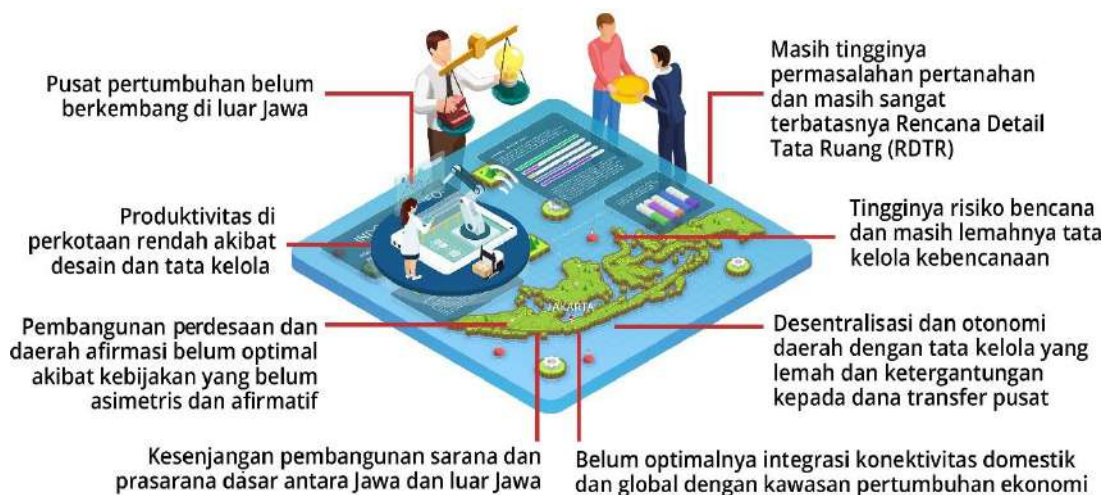 Pusat pertumbuhan belum
berkembang di luar Jawa
Produktivitas di
perkotaan rendah akibat
desain dan tata kelola
Pembangunan perdesaan dan
daerah afirmasi belum optimal
akibat kebijakan yang belum
asimetris dan afirmatif
Kesenjangan pembangunan sarana dan
prasarana dasar antara Jawa dan luar Jawa
Masih tingginya
permasalahan pertanahan
dan masih sangat
terbatasnya Rencana Detail
Tata Ruang (RDTR)
Tingginya risiko bencana
dan masih lemahnya tata
kelola kebencanaan
Desentralisasi dan otonomi
daerah dengan tata kelola yang
lemah dan ketergantungan
kepada dana transfer pusat
Belum optimalnya integrasi konektivitas domestik
dan global dengan kawasan pertumbuhan ekonomi
JAKARTA